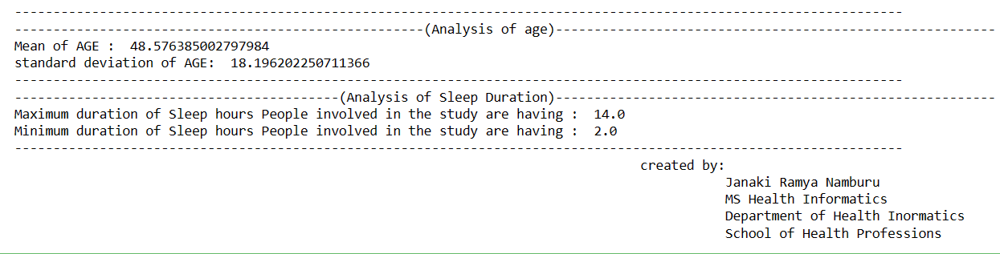 -------------------------------------------------------------------------------------------------------------------
-----------------------------------------------------(Analysis of age)---------------------------------------------------------
Mean of AGE :  48.576385002797984
standard deviation of AGE:  18.196202250711366
-------------------------------------------------------------------------------------------------------------------
------------------------------------------(Analysis of Sleep Duration)---------------------------------------------------------
Maximum duration of Sleep hours People involved in the study are having :  14.0
Minimum duration of Sleep hours People involved in the study are having :  2.0
-------------------------------------------------------------------------------------------------------------------
created by:
Janaki Ramya Namburu
MS Health Informatics
Department of Health Inormatics
School of Health Professions